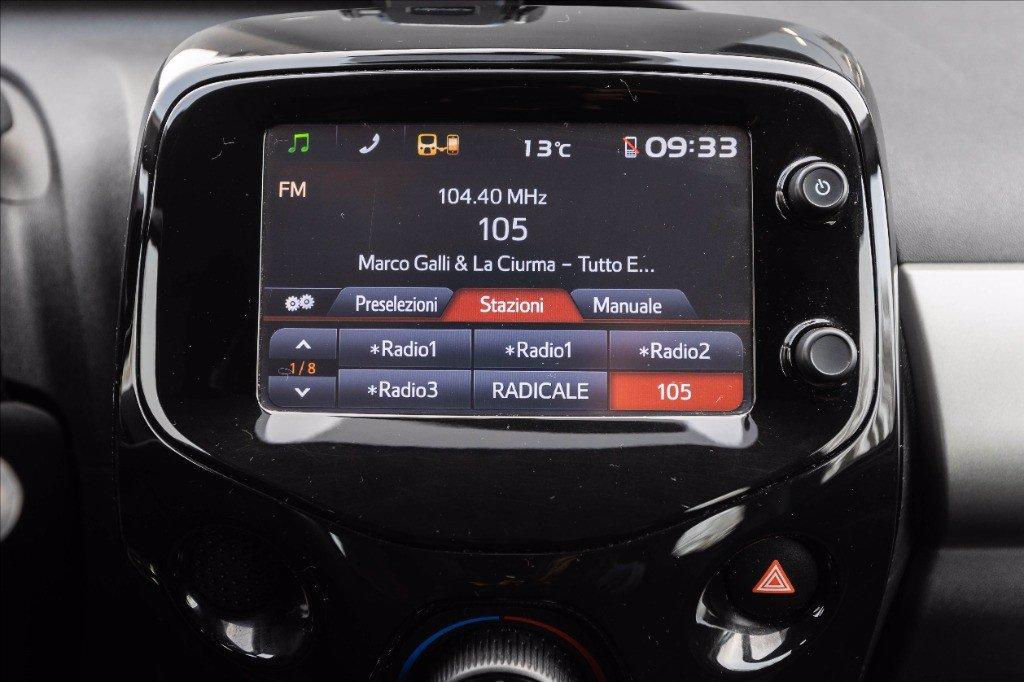 13°C 09:33
FM
104.40 MHz
105
Marco Galli & La Ciurma – Tutto E...
Preselezioni Stazioni Manuale
*Radio1 *Radio1 *Radio2
1/8
*Radio3 RADICALE 105